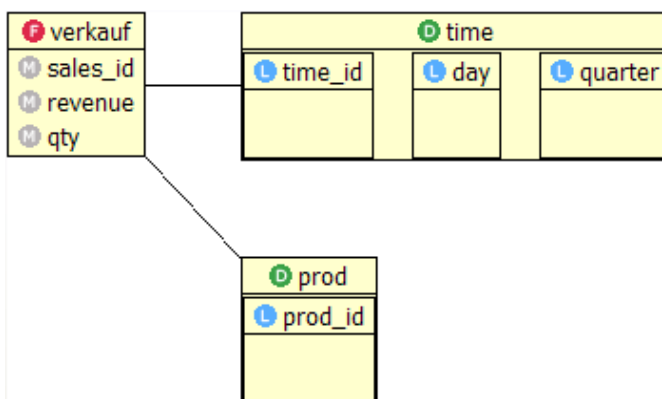 F verkauf
M sales_id
M revenue
M qty
D time
L time_id
L day
L quarter
D prod
L prod_id